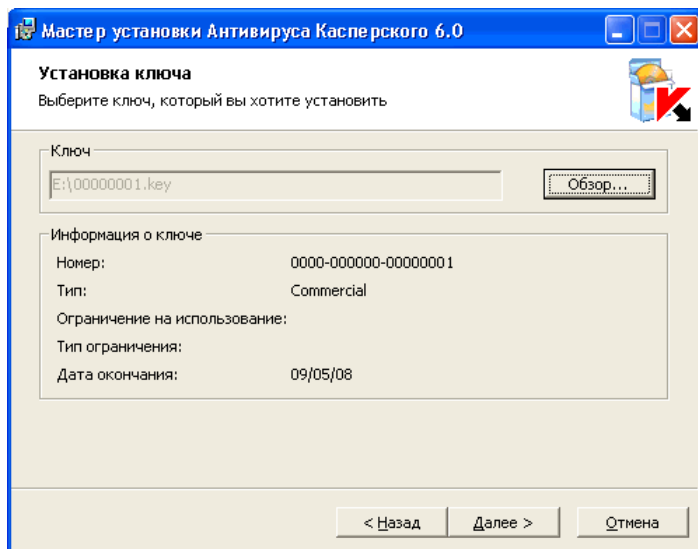 Мастер установки Антивируса Касперского 6.0
Установка ключа
Выберите ключ, который вы хотите установить
Ключ
E:\00000001.key
Обзор...
Информация о ключе
Номер: 0000-000000-00000001
Тип: Commercial
Ограничение на использование:
Тип ограничения:
Дата окончания: 09/05/08
< Назад Далее > Отмена